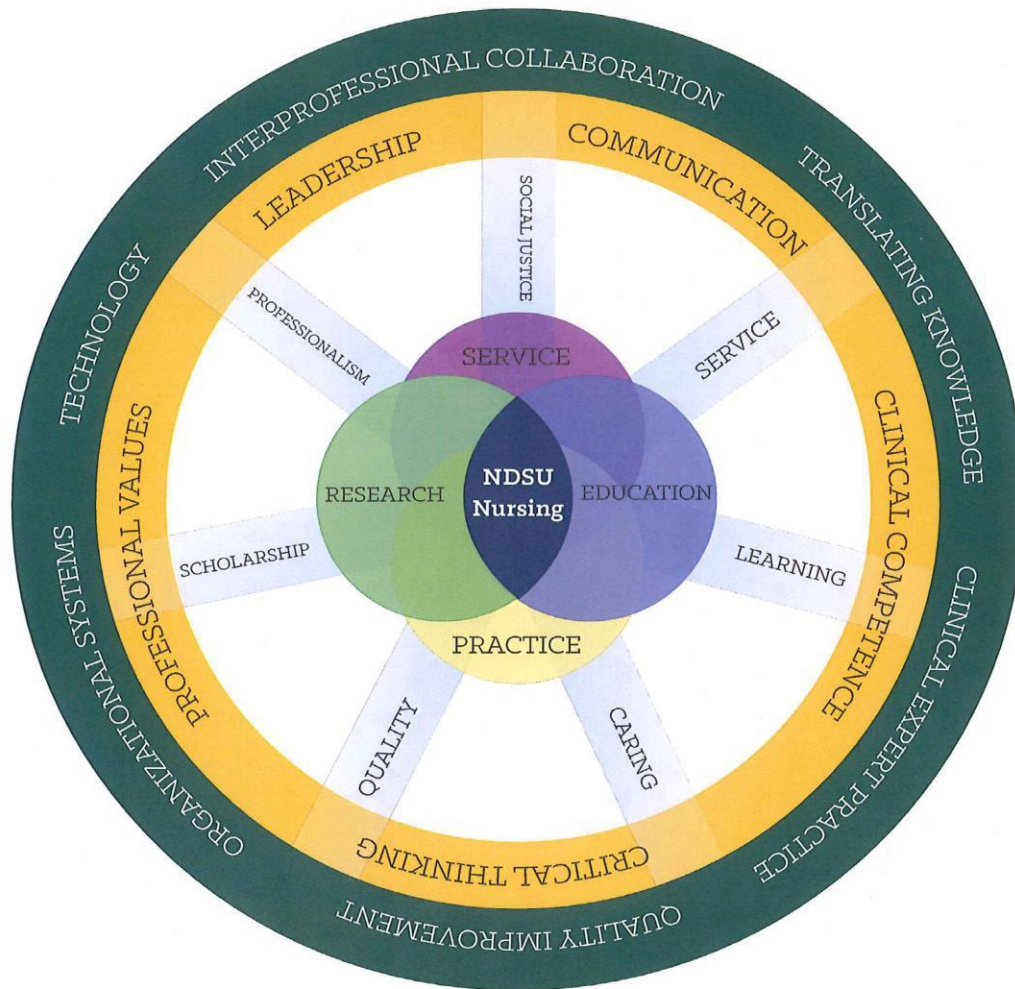 INTERPROFESSIONAL COLLABORATION
TRANSLATING KNOWLEDGE
CLINICAL EXPERT PRACTICE
QUALITY IMPROVEMENT
ORGANIZATIONAL SYSTEMS
TECHNOLOGY
LEADERSHIP
COMMUNICATION
CLINICAL COMPETENCE
CRITICAL THINKING
PROFESSIONAL VALUES
SOCIAL JUSTICE
SERVICE
LEARNING
CARING
QUALITY
SCHOLARSHIP
PROFESSIONALISM
SERVICE
RESEARCH
NDSU
Nursing
EDUCATION
PRACTICE